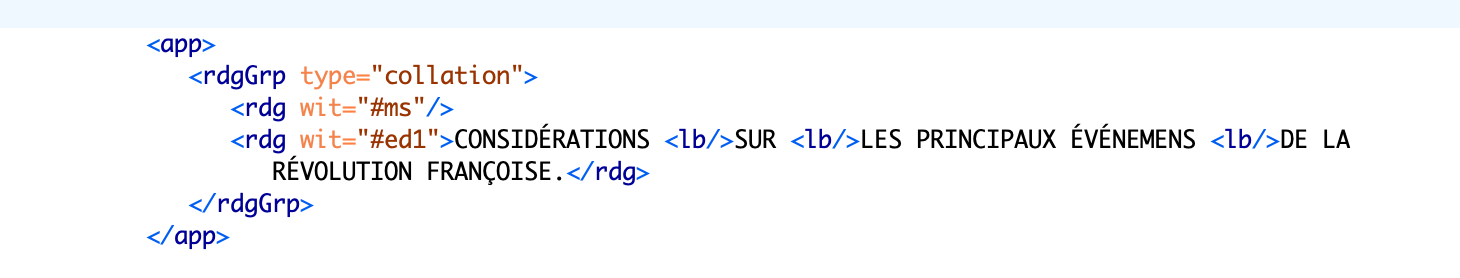 <app>
<rdgGrp type="collation">
<rdg wit="#ms"/>
<rdg wit="#ed1">CONSIDÉRATIONS <lb/>SUR <lb/>LES PRINCIPAUX ÉVÉNEMENS <lb/>DE LA
RÉVOLUTION FRANÇOISE.</rdg>
</rdgGrp>
</app>